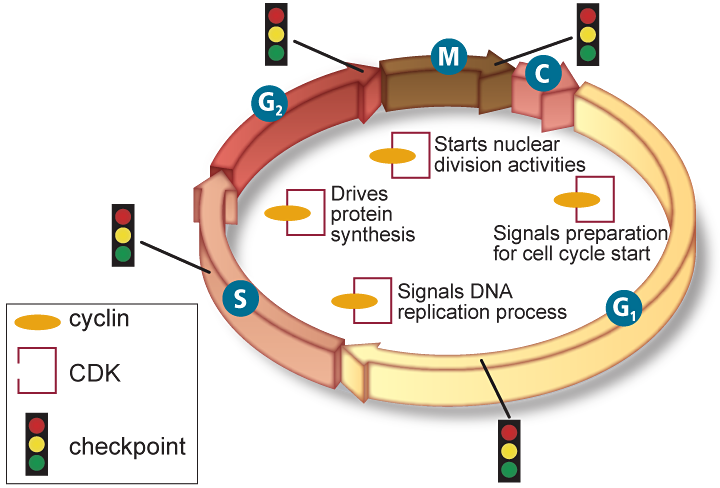 M
C
G₂
Starts nuclear
division activities
Drives
protein
synthesis
Signals preparation
for cell cycle start
S
Signals DNA
replication process
G₁
cyclin
CDK
checkpoint